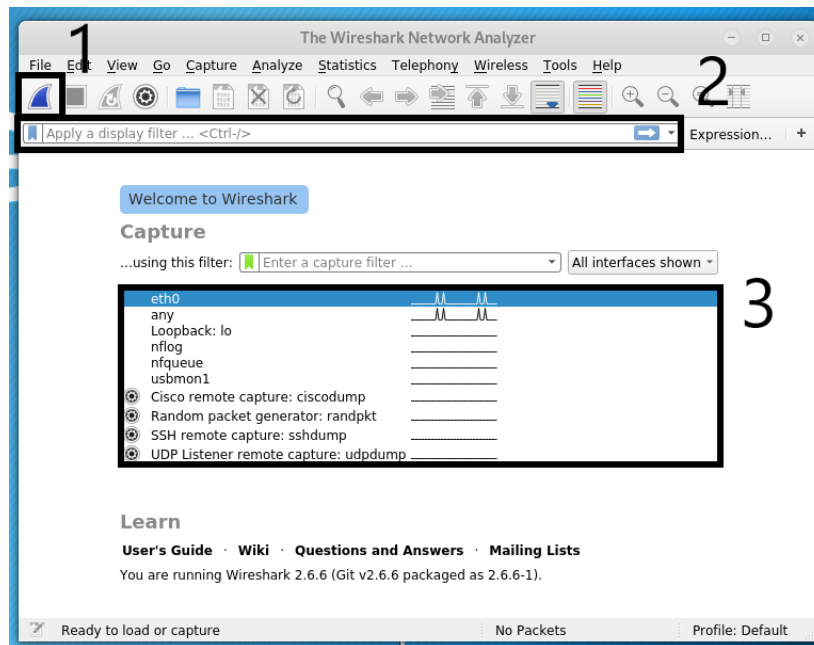 The Wireshark Network Analyzer
1
File Edit View Go Capture Analyze Statistics Telephony Wireless Tools Help
2
Apply a display filter ... <Ctrl-/> Expression... +
Welcome to Wireshark
Capture
...using this filter: Enter a capture filter ... All interfaces shown
3
eth0
any
Loopback: lo
nflog
nfqueue
usbmon1
Cisco remote capture: ciscodump
Random packet generator: randpkt
SSH remote capture: sshdump
UDP Listener remote capture: udpdump
Learn
User's Guide · Wiki · Questions and Answers · Mailing Lists
You are running Wireshark 2.6.6 (Git v2.6.6 packaged as 2.6.6-1).
Ready to load or capture No Packets Profile: Default